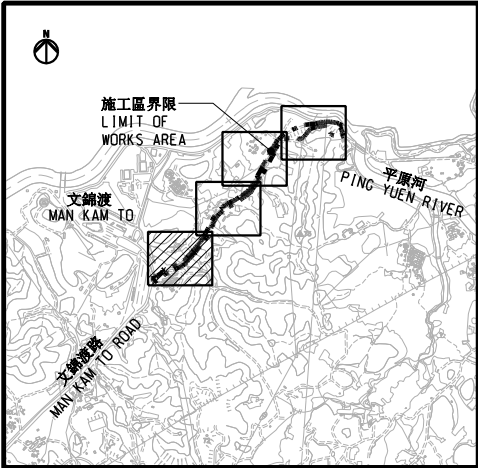 N
施工區界限
LIMIT OF
WORKS AREA
平原河
PING YUEN RIVER
文錦渡
MAN KAM TO
文錦渡路
MAN KAM TO ROAD